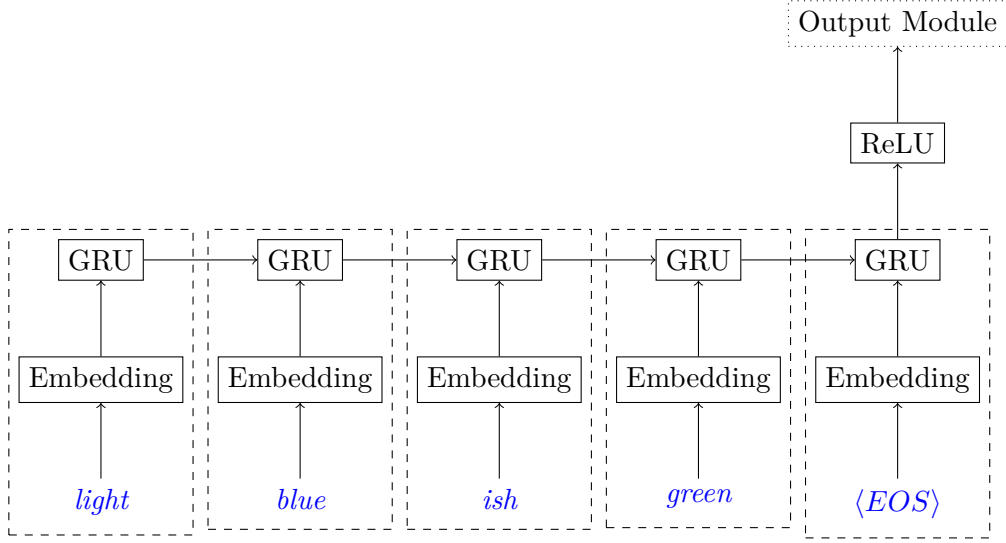 Output Module
ReLU
GRU GRU GRU GRU GRU
Embedding Embedding Embedding Embedding Embedding
light blue ish green ⟨EOS⟩